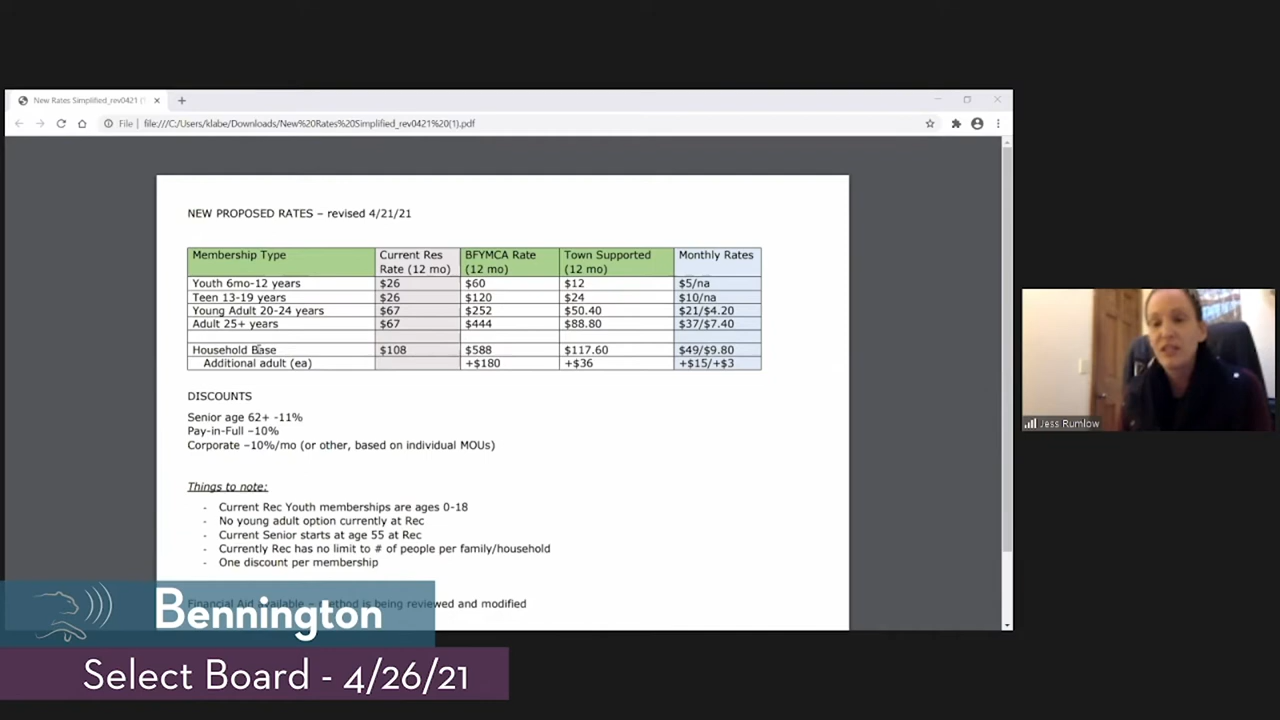 New Rates Simplified_rev0421 (
File file:///C:/Users/klabe/Downloads/New%20Rates%20Simplified_rev0421%20(1).pdf
NEW PROPOSED RATES – revised 4/21/21
Membership Type Current Res Rate (12 mo) BFYMCA Rate (12 mo) Town Supported (12 mo) Monthly Rates
Youth 6mo-12 years $26 $60 $12 $5/na
Teen 13-19 years $26 $120 $24 $10/na
Young Adult 20-24 years $67 $252 $50.40 $21/$4.20
Adult 25+ years $67 $444 $88.80 $37/$7.40
Household Base $108 $588 $117.60 $49/$9.80
Additional adult (ea) +$180 +$36 +$15/+$3
DISCOUNTS
Senior age 62+ -11%
Pay-in-Full –10%
Corporate –10%/mo (or other, based on individual MOUs)
Things to note:
- Current Rec Youth memberships are ages 0-18
- No young adult option currently at Rec
- Current Senior starts at age 55 at Rec
- Currently Rec has no limit to # of people per family/household
- One discount per membership
Financial Aid available – method is being reviewed and modified
Jess Rumlow
Bennington
Select Board - 4/26/21